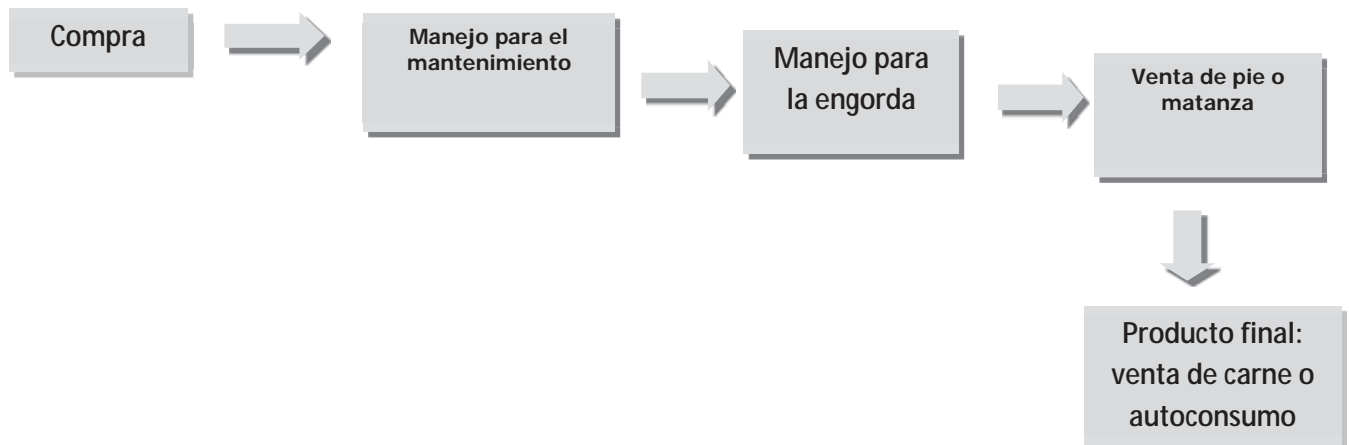 Compra
Manejo para el
mantenimiento
Manejo para
la engorda
Venta de pie o
matanza
Producto final:
venta de carne o
autoconsumo